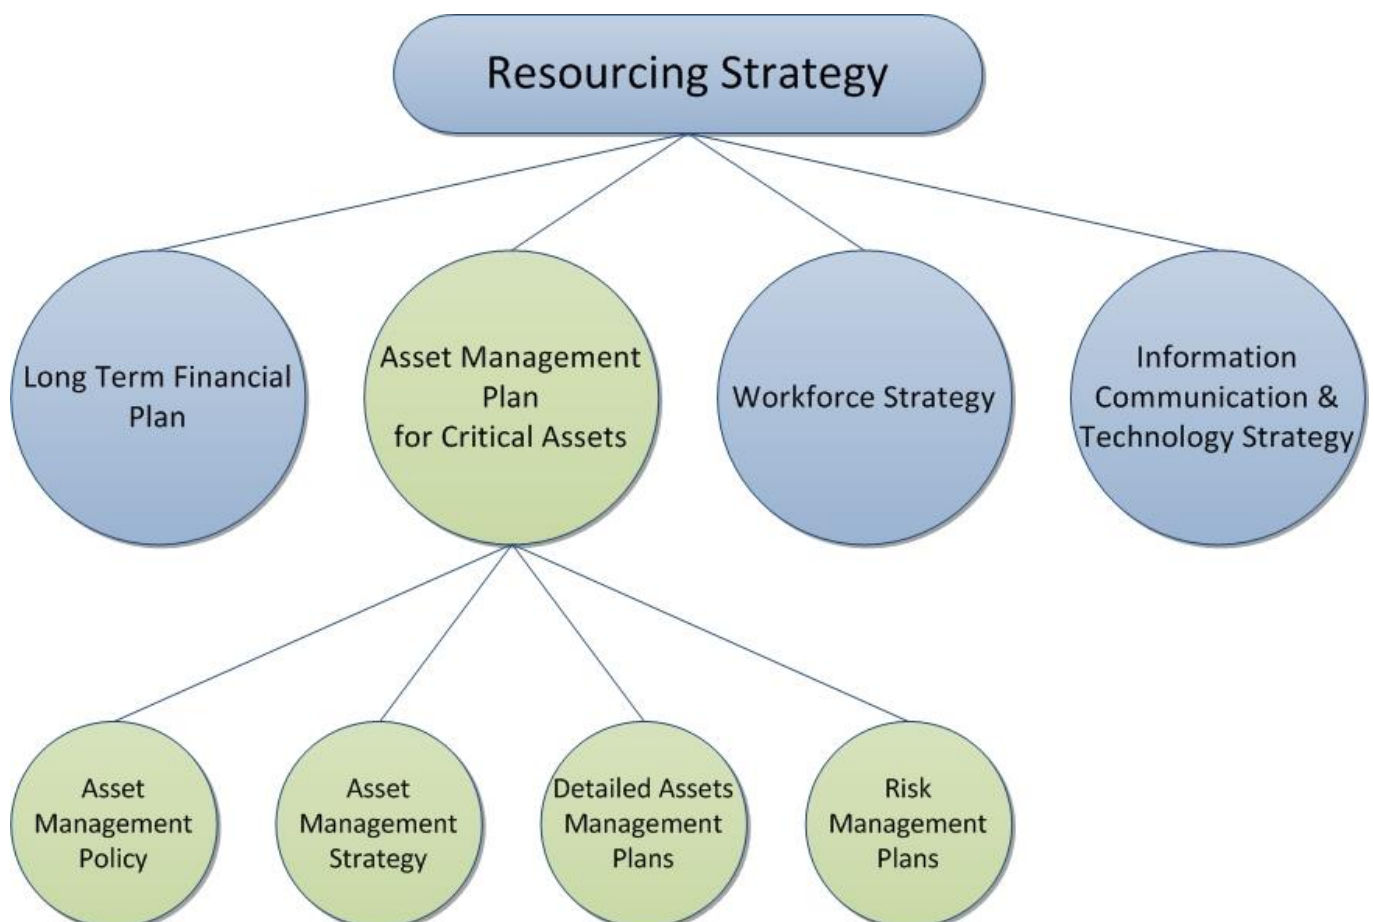 Resourcing Strategy
Long Term Financial
Plan
Asset Management
Plan
for Critical Assets
Workforce Strategy
Information
Communication &
Technology Strategy
Asset
Management
Policy
Asset
Management
Strategy
Detailed Assets
Management
Plans
Risk
Management
Plans